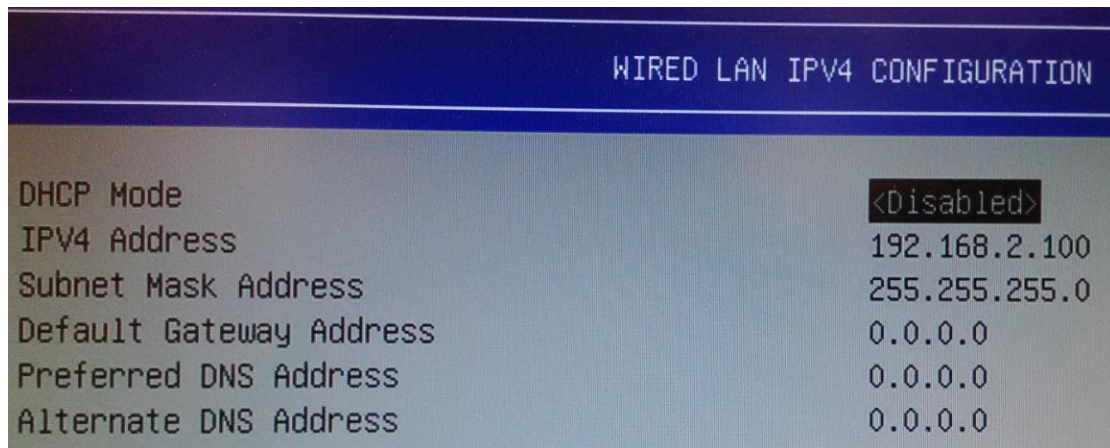 WIRED LAN IPV4 CONFIGURATION
DHCP Mode <Disabled>
IPV4 Address 192.168.2.100
Subnet Mask Address 255.255.255.0
Default Gateway Address 0.0.0.0
Preferred DNS Address 0.0.0.0
Alternate DNS Address 0.0.0.0